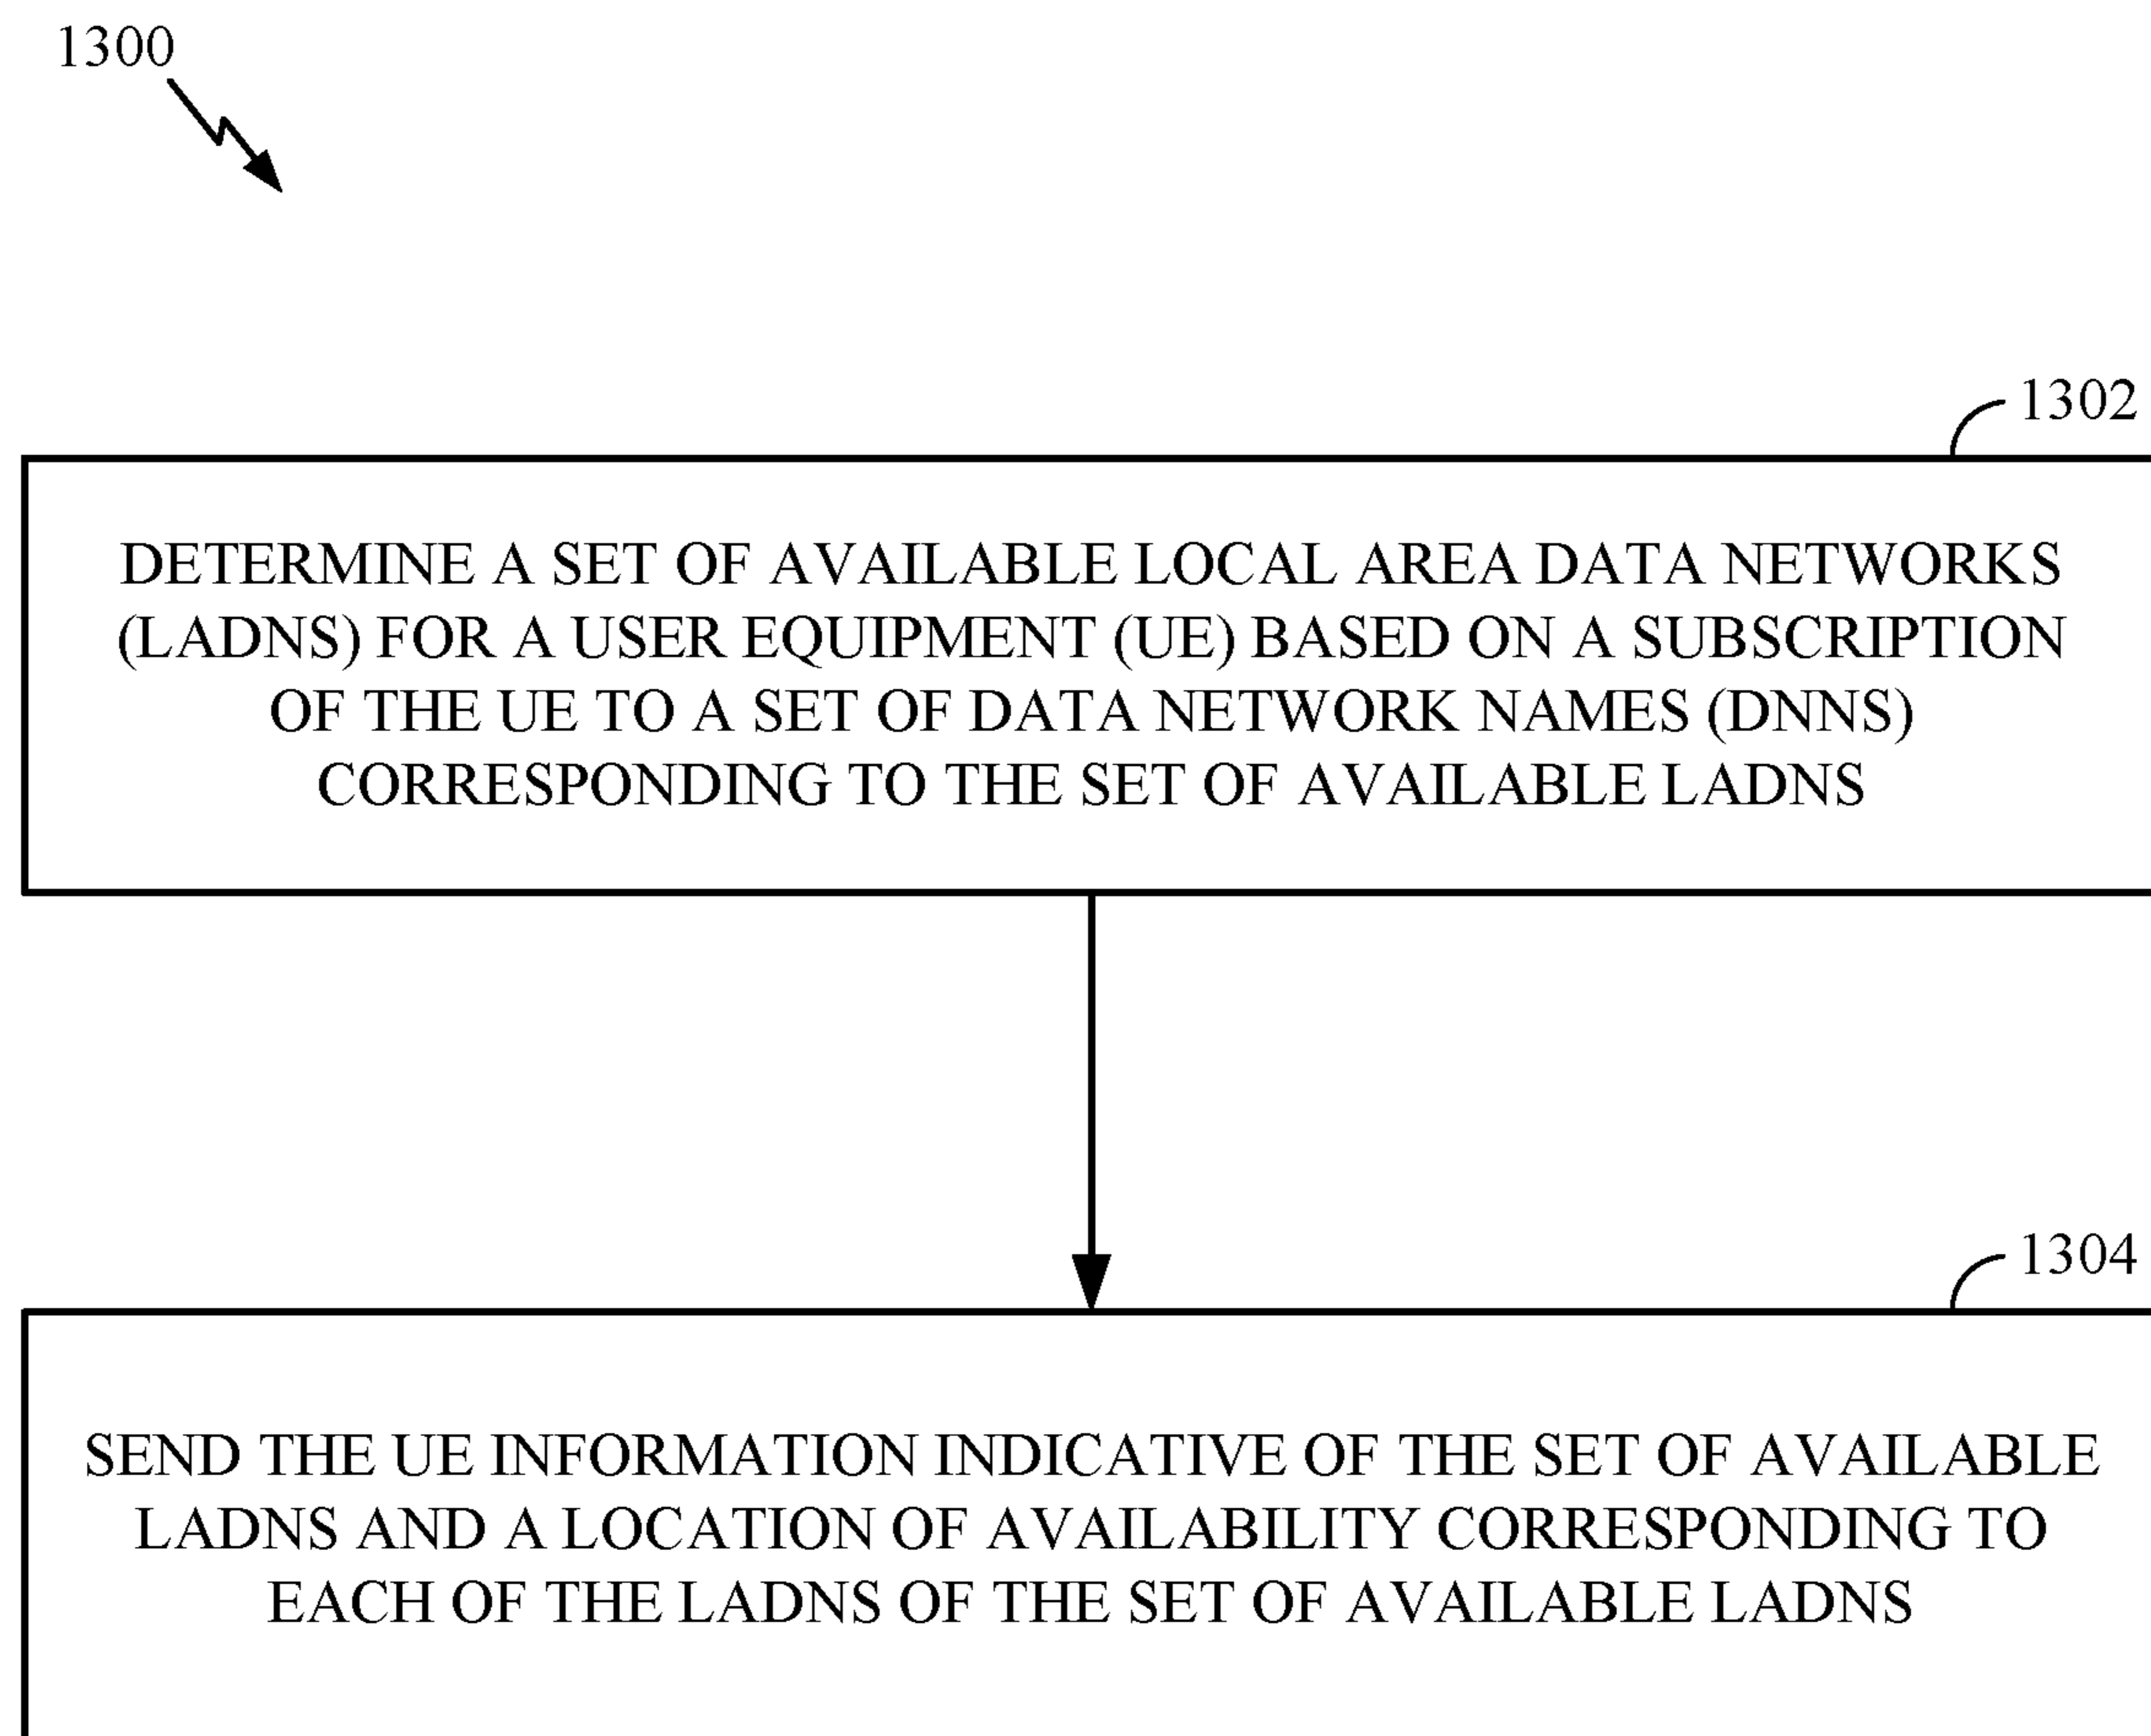 1300
1302
DETERMINE A SET OF AVAILABLE LOCAL AREA DATA NETWORKS
(LADNS) FOR A USER EQUIPMENT (UE) BASED ON A SUBSCRIPTION
OF THE UE TO A SET OF DATA NETWORK NAMES (DNNS)
CORRESPONDING TO THE SET OF AVAILABLE LADNS
1304
SEND THE UE INFORMATION INDICATIVE OF THE SET OF AVAILABLE
LADNS AND A LOCATION OF AVAILABILITY CORRESPONDING TO
EACH OF THE LADNS OF THE SET OF AVAILABLE LADNS